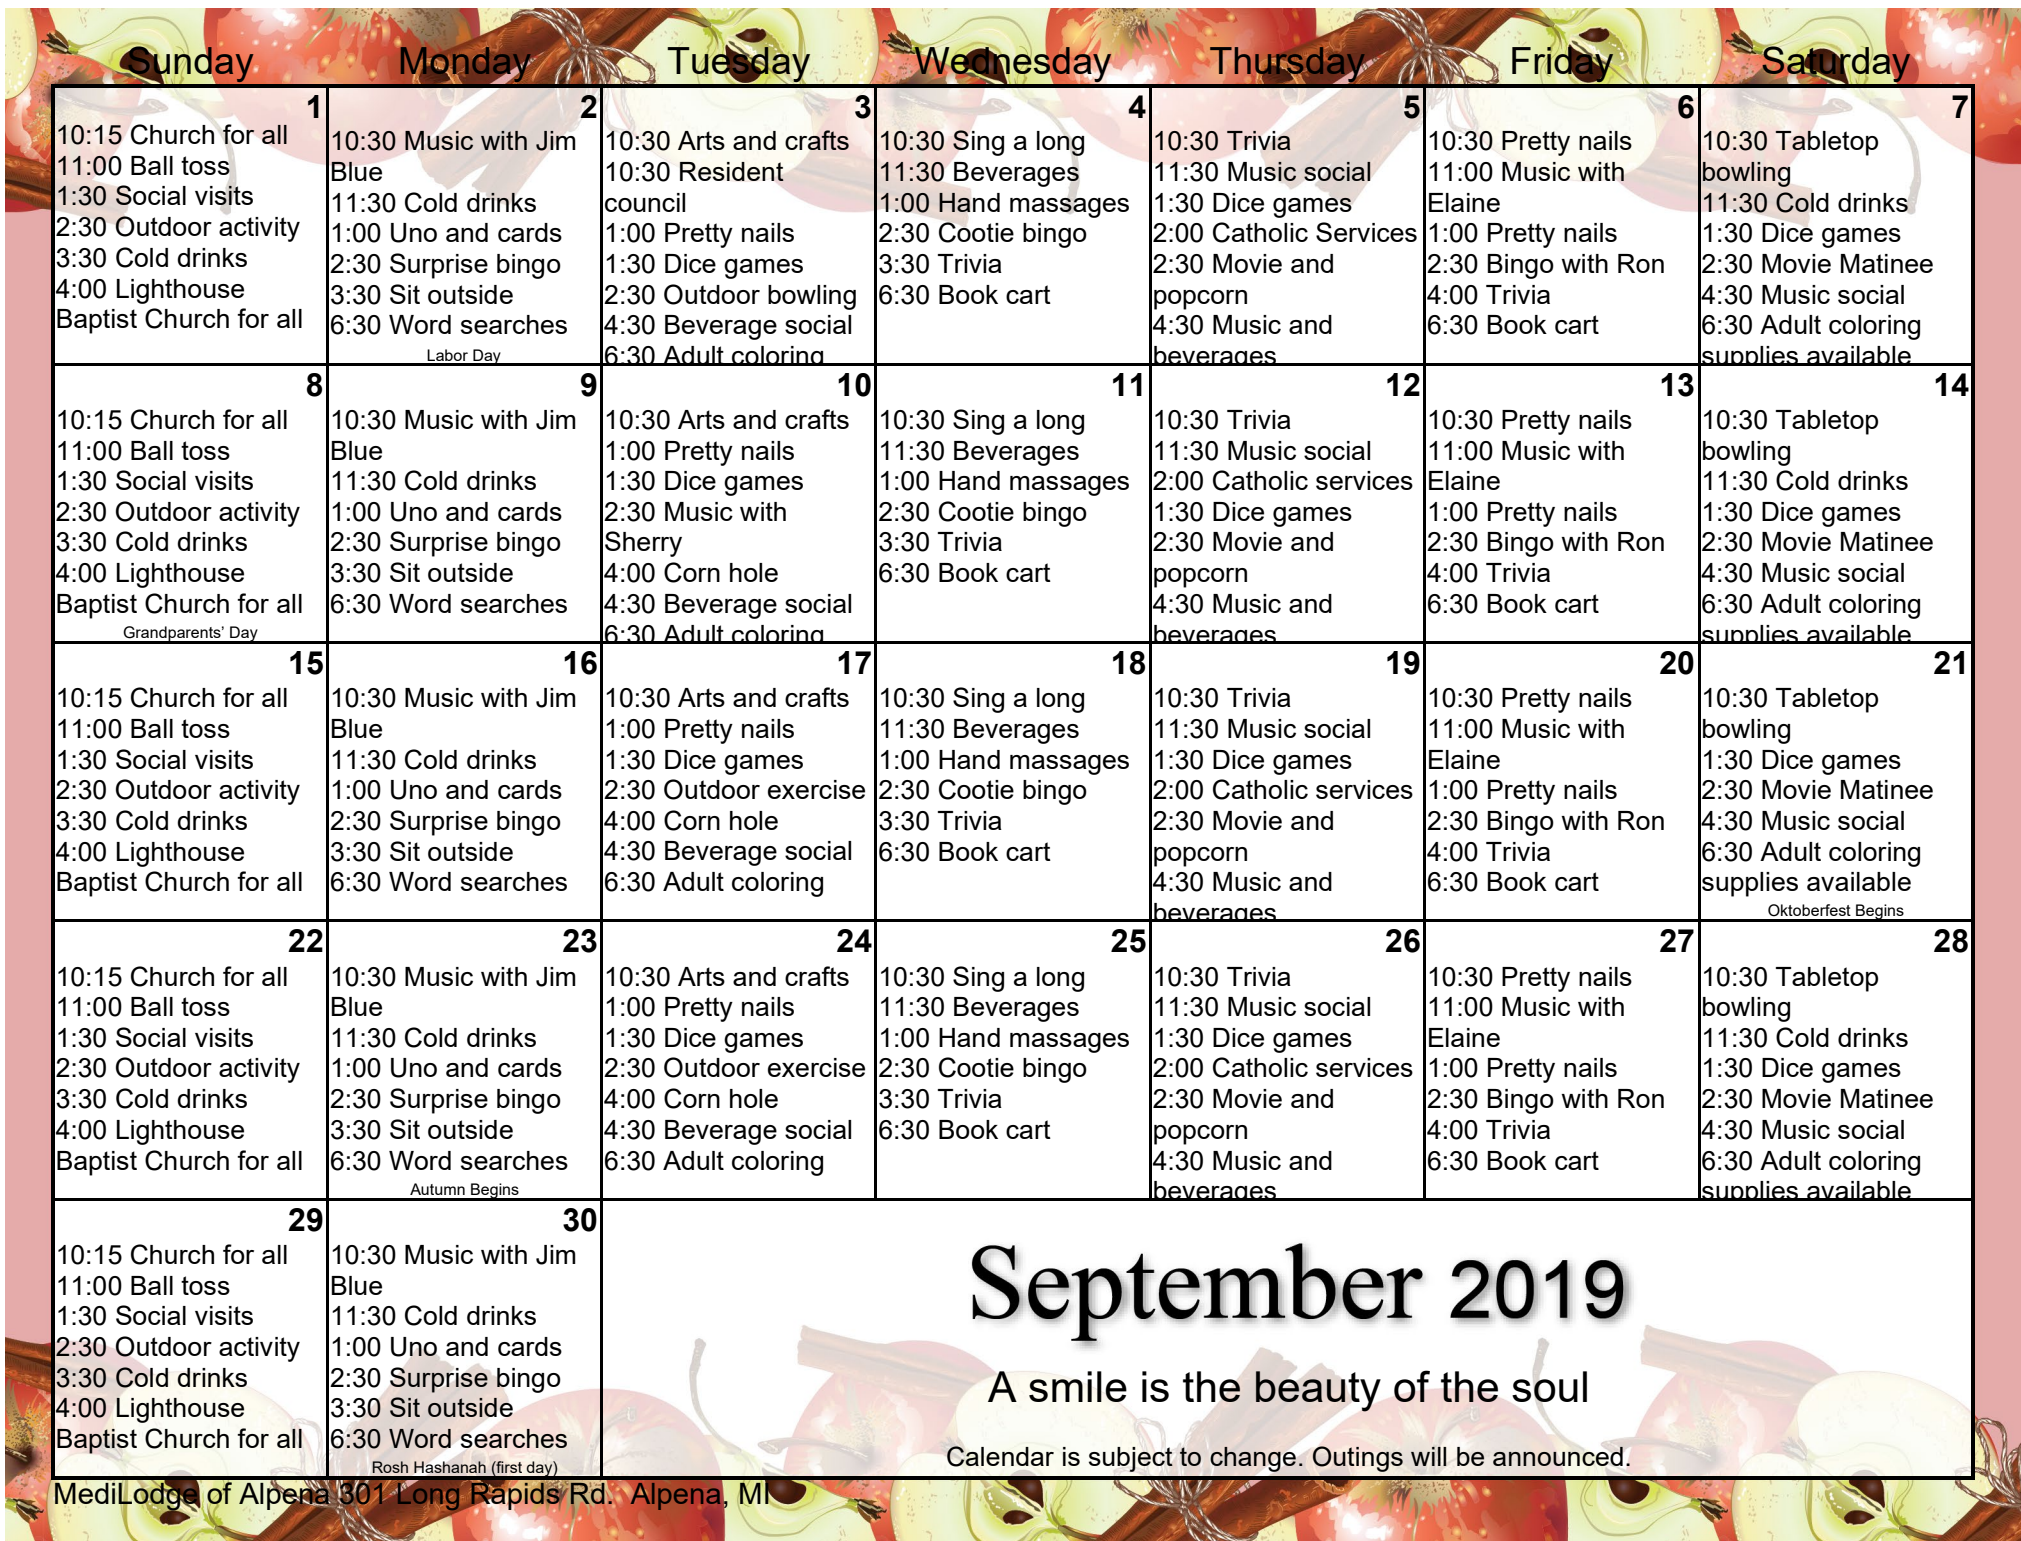 Sunday Monday Tuesday Wednesday Thursday Friday Saturday
1
10:15 Church for all
11:00 Ball toss
1:30 Social visits
2:30 Outdoor activity
3:30 Cold drinks
4:00 Lighthouse
Baptist Church for all
2
10:30 Music with Jim
Blue
11:30 Cold drinks
1:00 Uno and cards
2:30 Surprise bingo
3:30 Sit outside
6:30 Word searches
Labor Day
3
10:30 Arts and crafts
10:30 Resident
council
1:00 Pretty nails
1:30 Dice games
2:30 Outdoor bowling
4:30 Beverage social
6:30 Adult coloring
4
10:30 Sing a long
11:30 Beverages
1:00 Hand massages
2:30 Cootie bingo
3:30 Trivia
6:30 Book cart
5
10:30 Trivia
11:30 Music social
1:30 Dice games
2:00 Catholic Services
2:30 Movie and
popcorn
4:30 Music and
beverages
6
10:30 Pretty nails
11:00 Music with
Elaine
1:00 Pretty nails
2:30 Bingo with Ron
4:00 Trivia
6:30 Book cart
7
10:30 Tabletop
bowling
11:30 Cold drinks
1:30 Dice games
2:30 Movie Matinee
4:30 Music social
6:30 Adult coloring
supplies available
8
10:15 Church for all
11:00 Ball toss
1:30 Social visits
2:30 Outdoor activity
3:30 Cold drinks
4:00 Lighthouse
Baptist Church for all
Grandparents’ Day
9
10:30 Music with Jim
Blue
11:30 Cold drinks
1:00 Uno and cards
2:30 Surprise bingo
3:30 Sit outside
6:30 Word searches
10
10:30 Arts and crafts
1:00 Pretty nails
1:30 Dice games
2:30 Music with
Sherry
4:00 Corn hole
4:30 Beverage social
6:30 Adult coloring
11
10:30 Sing a long
11:30 Beverages
1:00 Hand massages
2:30 Cootie bingo
3:30 Trivia
6:30 Book cart
12
10:30 Trivia
11:30 Music social
2:00 Catholic services
1:30 Dice games
2:30 Movie and
popcorn
4:30 Music and
beverages
13
10:30 Pretty nails
11:00 Music with
Elaine
1:00 Pretty nails
2:30 Bingo with Ron
4:00 Trivia
6:30 Book cart
14
10:30 Tabletop
bowling
11:30 Cold drinks
1:30 Dice games
2:30 Movie Matinee
4:30 Music social
6:30 Adult coloring
supplies available
15
10:15 Church for all
11:00 Ball toss
1:30 Social visits
2:30 Outdoor activity
3:30 Cold drinks
4:00 Lighthouse
Baptist Church for all
16
10:30 Music with Jim
Blue
11:30 Cold drinks
1:00 Uno and cards
2:30 Surprise bingo
3:30 Sit outside
6:30 Word searches
17
10:30 Arts and crafts
1:00 Pretty nails
1:30 Dice games
2:30 Outdoor exercise
4:00 Corn hole
4:30 Beverage social
6:30 Adult coloring
18
10:30 Sing a long
11:30 Beverages
1:00 Hand massages
2:30 Cootie bingo
3:30 Trivia
6:30 Book cart
19
10:30 Trivia
11:30 Music social
1:30 Dice games
2:00 Catholic services
2:30 Movie and
popcorn
4:30 Music and
beverages
20
10:30 Pretty nails
11:00 Music with
Elaine
1:00 Pretty nails
2:30 Bingo with Ron
4:00 Trivia
6:30 Book cart
21
10:30 Tabletop
bowling
1:30 Dice games
2:30 Movie Matinee
4:30 Music social
6:30 Adult coloring
supplies available
Oktoberfest Begins
22
10:15 Church for all
11:00 Ball toss
1:30 Social visits
2:30 Outdoor activity
3:30 Cold drinks
4:00 Lighthouse
Baptist Church for all
23
10:30 Music with Jim
Blue
11:30 Cold drinks
1:00 Uno and cards
2:30 Surprise bingo
3:30 Sit outside
6:30 Word searches
Autumn Begins
24
10:30 Arts and crafts
1:00 Pretty nails
1:30 Dice games
2:30 Outdoor exercise
4:00 Corn hole
4:30 Beverage social
6:30 Adult coloring
25
10:30 Sing a long
11:30 Beverages
1:00 Hand massages
2:30 Cootie bingo
3:30 Trivia
6:30 Book cart
26
10:30 Trivia
11:30 Music social
1:30 Dice games
2:00 Catholic services
2:30 Movie and
popcorn
4:30 Music and
beverages
27
10:30 Pretty nails
11:00 Music with
Elaine
1:00 Pretty nails
2:30 Bingo with Ron
4:00 Trivia
6:30 Book cart
28
10:30 Tabletop
bowling
11:30 Cold drinks
1:30 Dice games
2:30 Movie Matinee
4:30 Music social
6:30 Adult coloring
supplies available
29
10:15 Church for all
11:00 Ball toss
1:30 Social visits
2:30 Outdoor activity
3:30 Cold drinks
4:00 Lighthouse
Baptist Church for all
30
10:30 Music with Jim
Blue
11:30 Cold drinks
1:00 Uno and cards
2:30 Surprise bingo
3:30 Sit outside
6:30 Word searches
Rosh Hashanah (first day)
September 2019
A smile is the beauty of the soul
Calendar is subject to change. Outings will be announced.
MediLodge of Alpena 301 Long Rapids Rd.  Alpena, MI